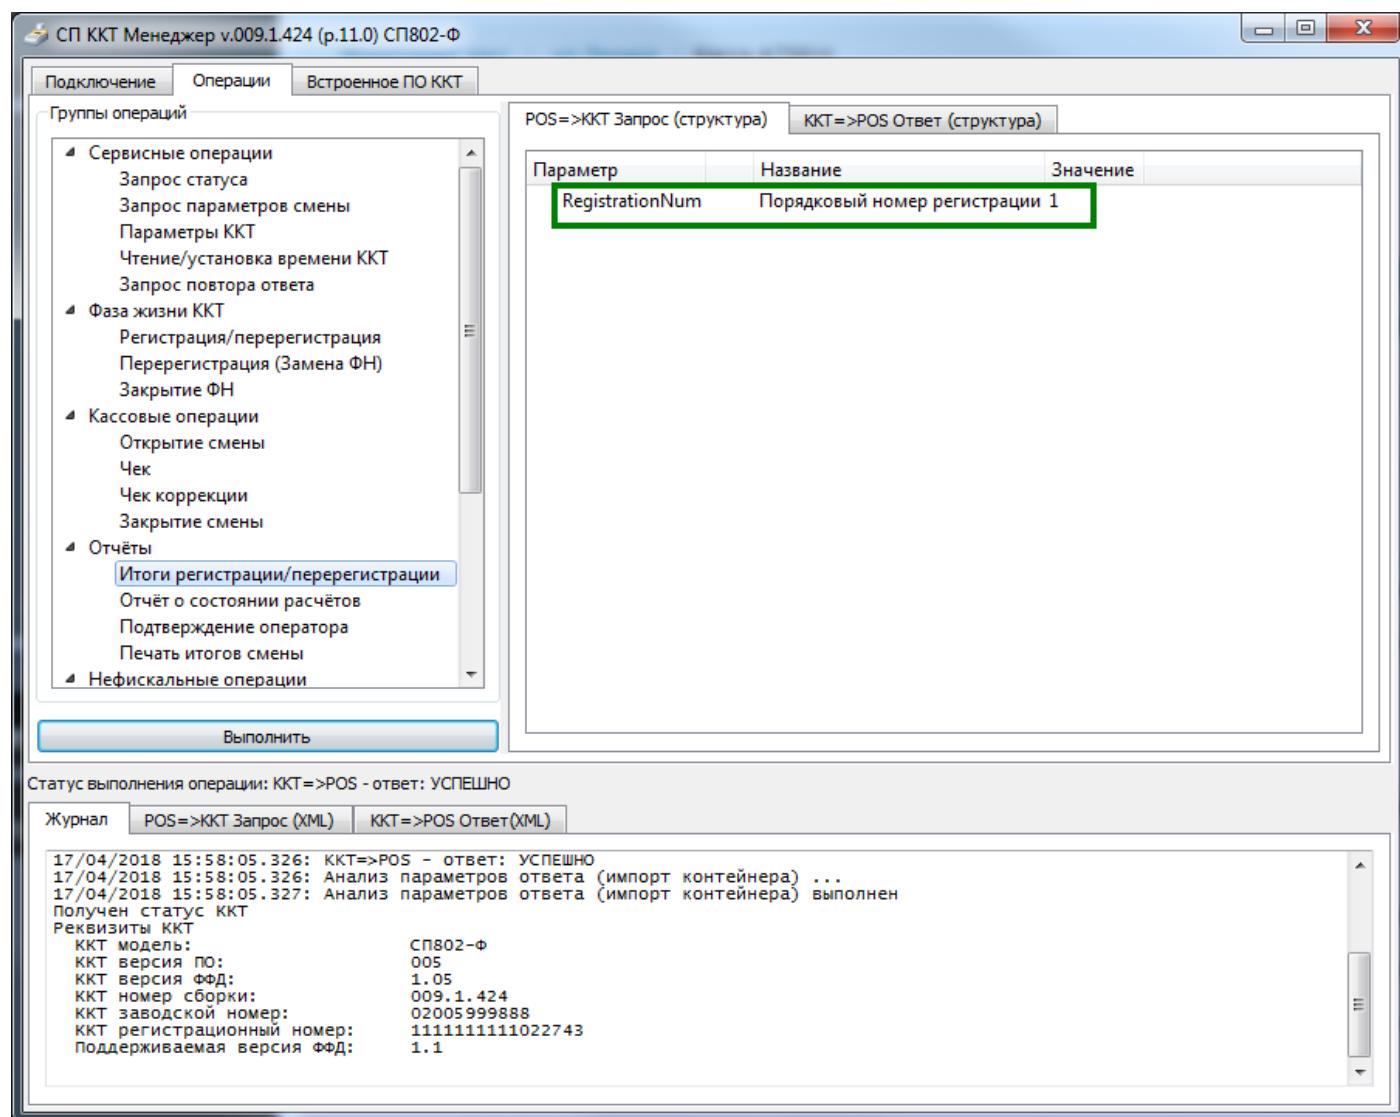 СП ККТ Менеджер v.009.1.424 (р.11.0) СП802-Ф
Подключение Операции Встроенное ПО ККТ
Группы операций
Сервисные операции
Запрос статуса
Запрос параметров смены
Параметры ККТ
Чтение/установка времени ККТ
Запрос повтора ответа
Фаза жизни ККТ
Регистрация/перерегистрация
Перерегистрация (Замена ФН)
Закрытие ФН
Кассовые операции
Открытие смены
Чек
Чек коррекции
Закрытие смены
Отчёты
Итоги регистрации/перерегистрации
Отчёт о состоянии расчётов
Подтверждение оператора
Печать итогов смены
Нефискальные операции
Выполнить
POS=>ККТ Запрос (структура) ККТ=>POS Ответ (структура)
Параметр Название Значение
RegistrationNum Порядковый номер регистрации 1
Статус выполнения операции: ККТ=>POS - ответ: УСПЕШНО
Журнал POS=>ККТ Запрос (XML) ККТ=>POS Ответ(XML)
17/04/2018 15:58:05.326: ККТ=>POS - ответ: УСПЕШНО
17/04/2018 15:58:05.326: Анализ параметров ответа (импорт контейнера) ...
17/04/2018 15:58:05.327: Анализ параметров ответа (импорт контейнера) выполнен
Получен статус ККТ
Реквизиты ККТ
ККТ модель: СП802-Ф
ККТ версия ПО: 005
ККТ версия ФФД: 1.05
ККТ номер сборки: 009.1.424
ККТ заводской номер: 02005999888
ККТ регистрационный номер: 1111111111022743
Поддерживаемая версия ФФД: 1.1